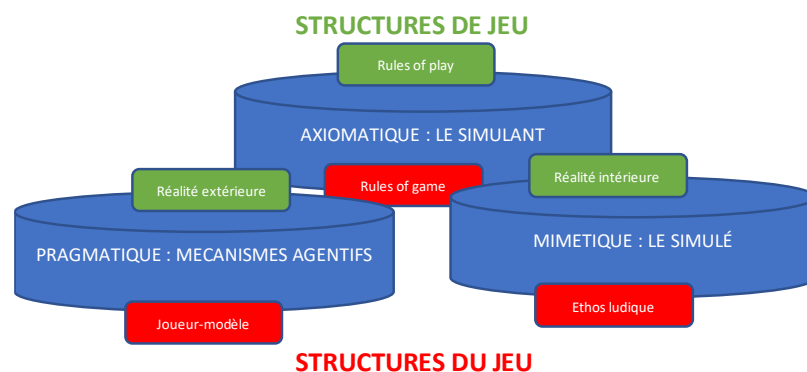 STRUCTURES DE JEU
Rules of play
AXIOMATIQUE : LE SIMULANT
Rules of game
Réalité extérieure
Réalité intérieure
PRAGMATIQUE : MECANISMES AGENTIFS
MIMETIQUE : LE SIMULÉ
Joueur-modèle
Ethos ludique
STRUCTURES DU JEU